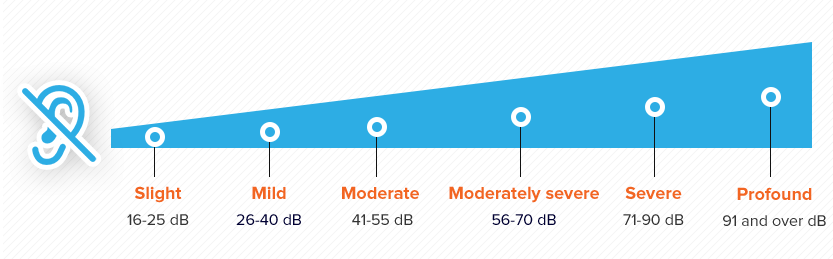 Slight Mild Moderate Moderately severe Severe Profound
16-25 dB 26-40 dB 41-55 dB 56-70 dB 71-90 dB 91 and over dB